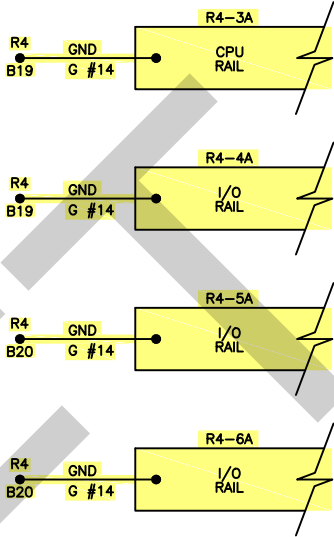 R4-3A
R4 GND CPU
B19 G #14 RAIL
R4-4A
R4 GND I/O
B19 G #14 RAIL
R4-5A
R4 GND I/O
B20 G #14 RAIL
R4-6A
R4 GND I/O
B20 G #14 RAIL